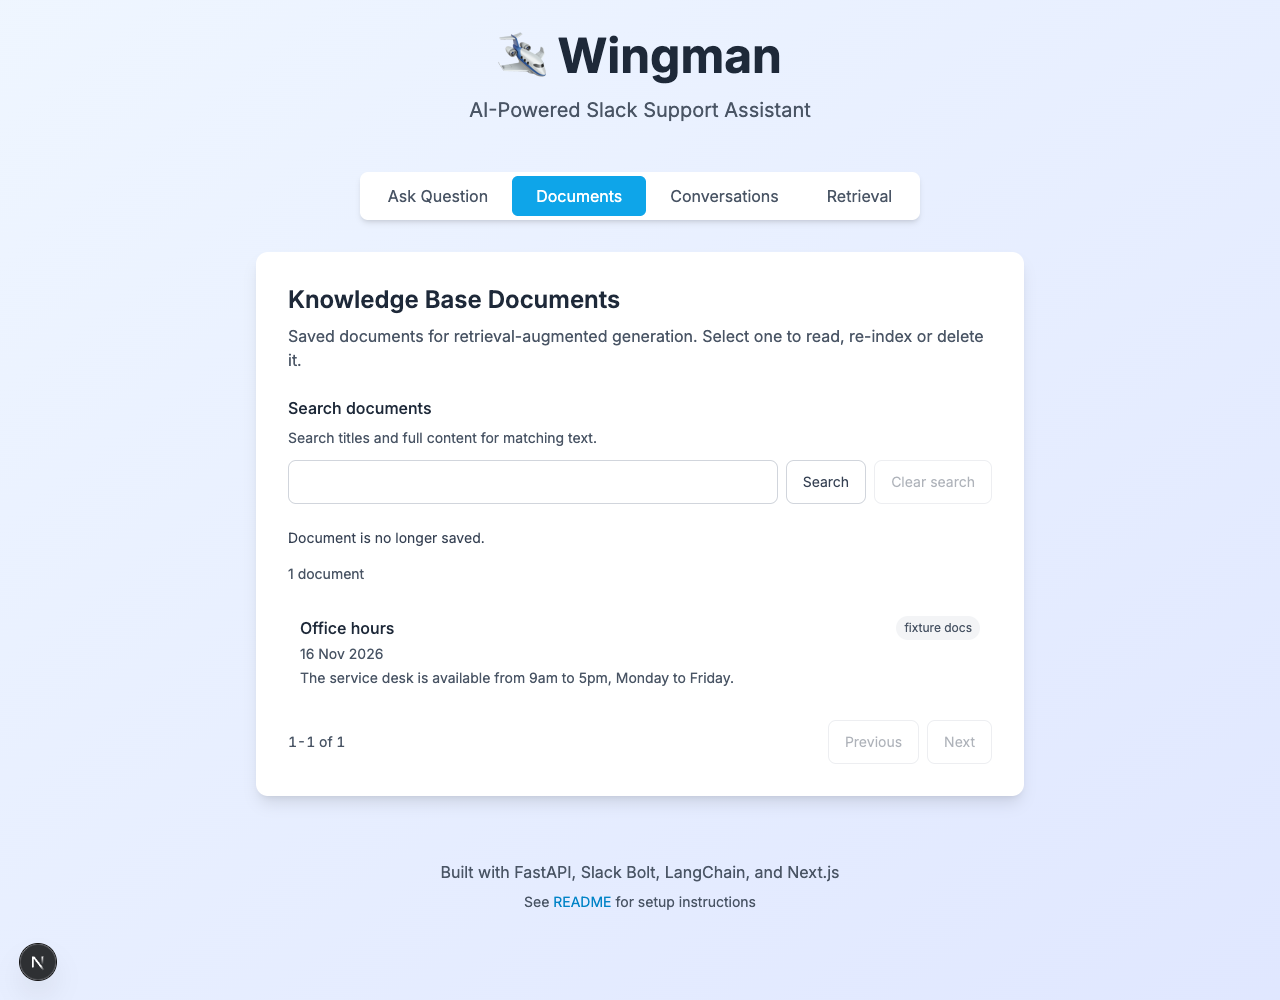 Wingman
AI-Powered Slack Support Assistant
Ask Question
Documents
Conversations
Retrieval
Knowledge Base Documents
Saved documents for retrieval-augmented generation. Select one to read, re-index or delete
it.
Search documents
Search titles and full content for matching text.
Search
Clear search
Document is no longer saved.
1 document
Office hours
fixture docs
16 Nov 2026
The service desk is available from 9am to 5pm, Monday to Friday.
1-1 of 1
Previous
Next
Built with FastAPI, Slack Bolt, LangChain, and Next.js
See README for setup instructions
N